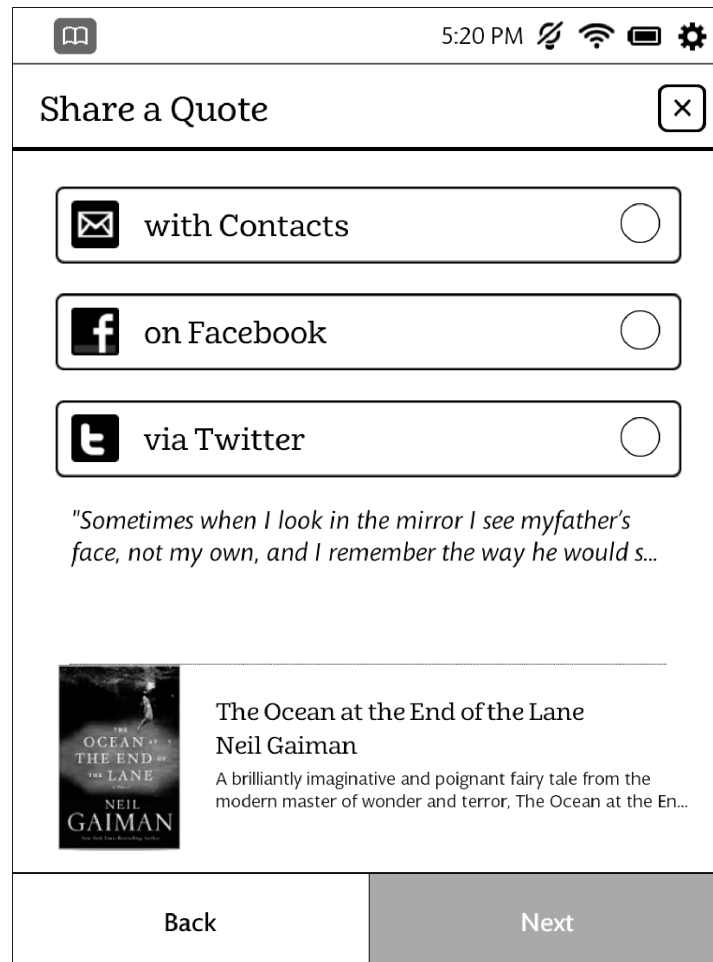 5:20 PM
Share a Quote
with Contacts
on Facebook
via Twitter
"Sometimes when I look in the mirror I see myfather's
face, not my own, and I remember the way he would s...
THE
OCEAN AT
THE END OF
THE LANE
NEIL
GAIMAN
The Ocean at the End of the Lane
Neil Gaiman
A brilliantly imaginative and poignant fairy tale from the
modern master of wonder and terror, The Ocean at the En...
Back
Next